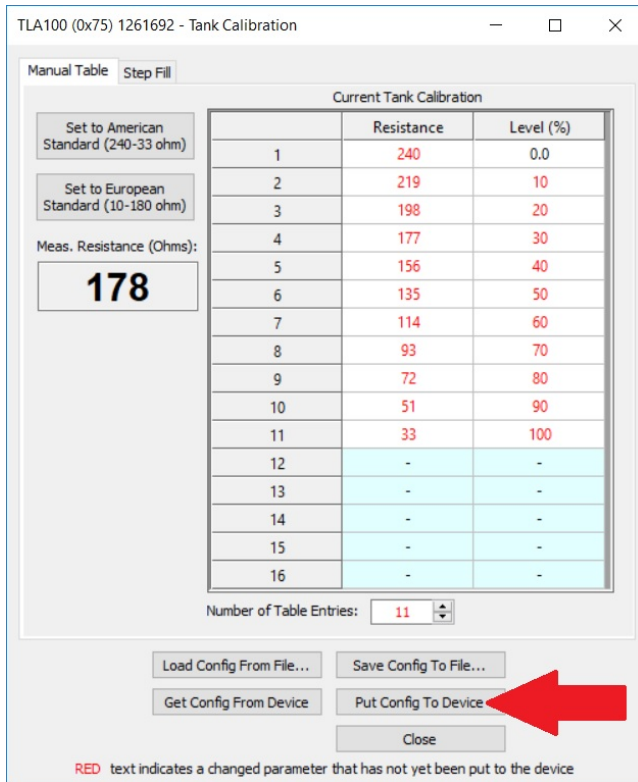 TLA100 (0x75) 1261692 - Tank Calibration
Manual Table Step Fill
Current Tank Calibration
Set to American
Standard (240-33 ohm)
Set to European
Standard (10-180 ohm)
Meas. Resistance (Ohms):
178
Resistance Level (%)
1 240 0.0
2 219 10
3 198 20
4 177 30
5 156 40
6 135 50
7 114 60
8 93 70
9 72 80
10 51 90
11 33 100
12 - -
13 - -
14 - -
15 - -
16 - -
Number of Table Entries: 11
Load Config From File... Save Config To File...
Get Config From Device Put Config To Device
Close
RED text indicates a changed parameter that has not yet been put to the device